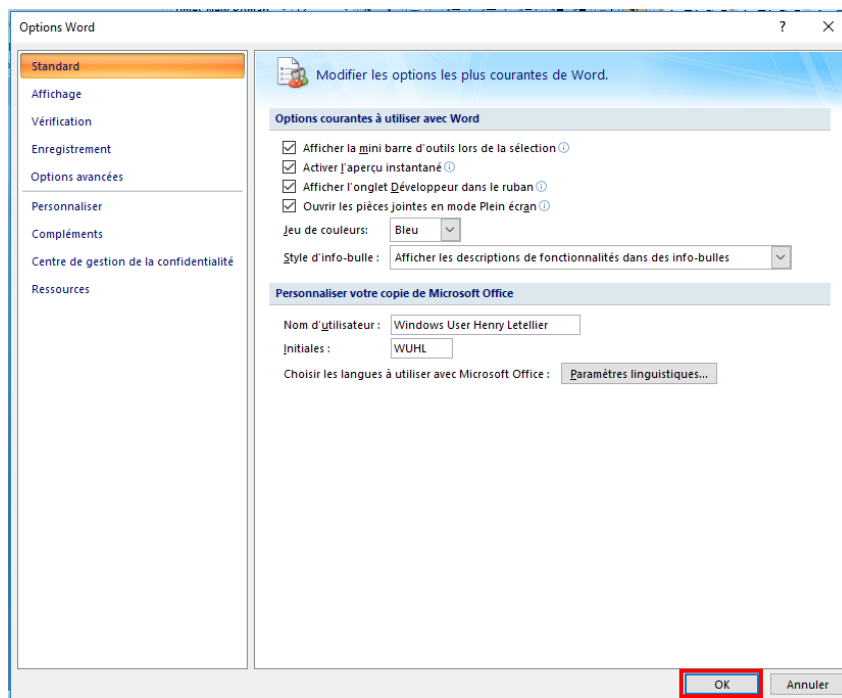 Options Word
? ×
Standard
Affichage
Vérification
Enregistrement
Options avancées
Personnaliser
Compléments
Centre de gestion de la confidentialité
Ressources
Modifier les options les plus courantes de Word.
Options courantes à utiliser avec Word
Afficher la mini barre d'outils lors de la sélection
Activer l'aperçu instantané
Afficher l'onglet Développeur dans le ruban
Ouvrir les pièces jointes en mode Plein écran
Jeu de couleurs: Bleu
Style d'info-bulle : Afficher les descriptions de fonctionnalités dans des info-bulles
Personnaliser votre copie de Microsoft Office
Nom d'utilisateur : Windows User Henry Letellier
Initiales : WUHL
Choisir les langues à utiliser avec Microsoft Office : Paramètres linguistiques...
OK Annuler